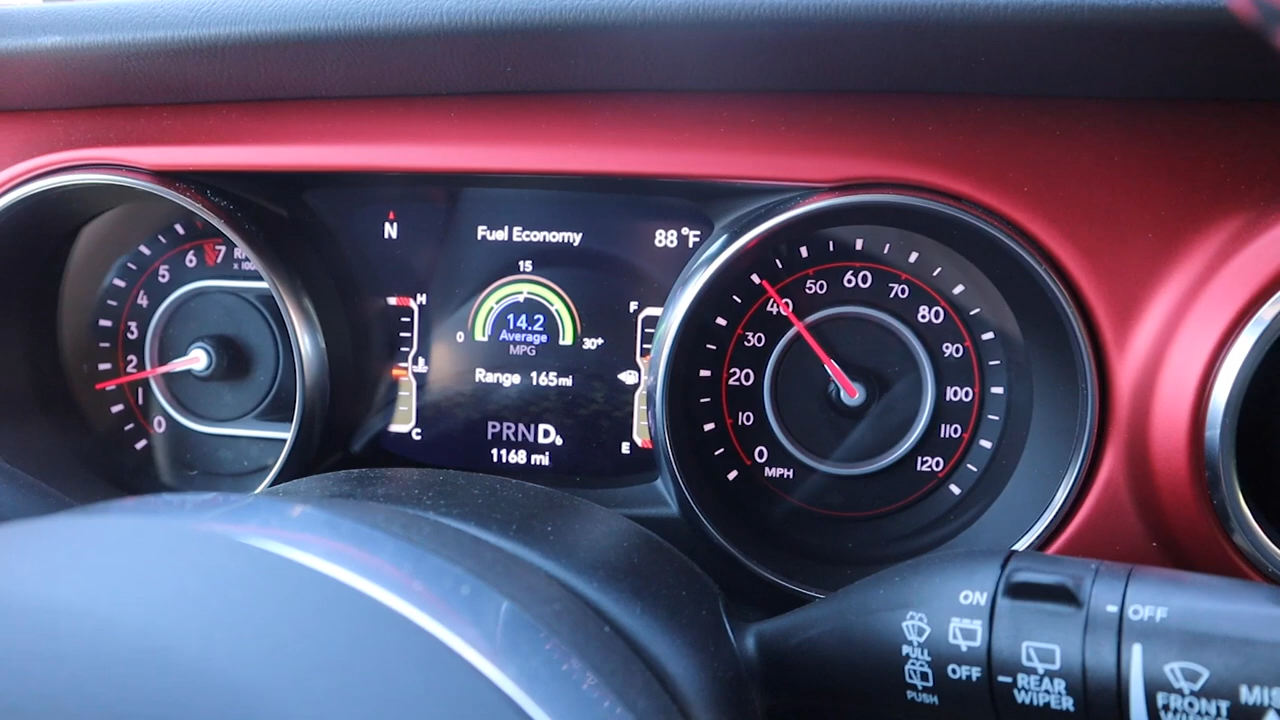 N
Fuel Economy
88°F
15
14.2
Average
MPG
0
30+
Range 165mi
H
C
F
E
PRND6
1168 mi
0
1
2
3
4
5
6
7
0
10
20
30
40
50
60
70
80
90
100
110
120
MPH
ON
OFF
PULL
PUSH
OFF
REAR
WIPER
FRONT